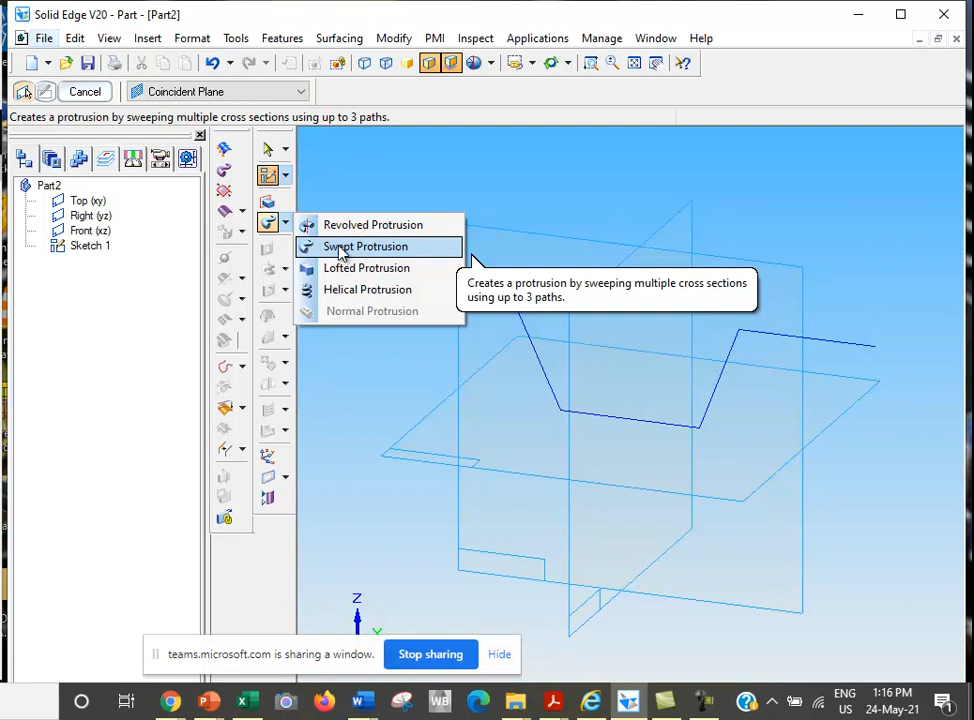 Solid Edge V20 - Part - [Part2]
File Edit View Insert Format Tools Features Surfacing Modify PMI Inspect Applications Manage Window Help
Cancel Coincident Plane
Creates a protrusion by sweeping multiple cross sections using up to 3 paths.
Part2
Top (xy)
Right (yz)
Front (xz)
Sketch 1
Revolved Protrusion
Swept Protrusion
Lofted Protrusion
Helical Protrusion
Normal Protrusion
Creates a protrusion by sweeping multiple cross sections
using up to 3 paths.
Z
Y
teams.microsoft.com is sharing a window. Stop sharing Hide
WB
ENG
US
1:16 PM
24-May-21
1